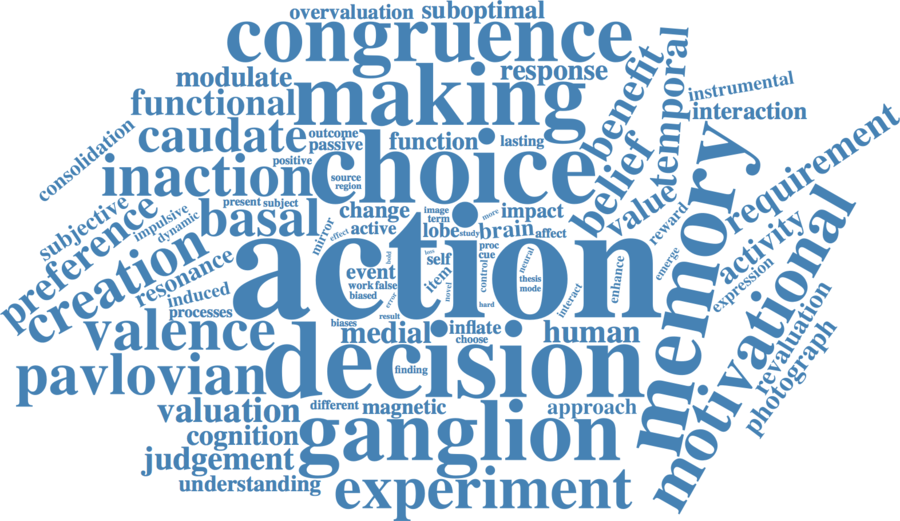 overvaluation
suboptimal
congruence
modulate
response
making
functional
benefit
temporal
instrumental
interaction
caudate
outcome
passive
function
lasting
consolidation
positive
choice
inaction
source
region
belief
value
memory
requirement
subjective
preference
impulsive
dynamic
present
subject
basal
change
image
term
more
impact
mirror
effect
active
lobe
study
brain
affect
reward
activity
motivational
creation
resonance
action
bold
less
self
proc
cue
neural
event
item
control
thesis
mode
enhance
emerge
expression
induced
work
false
biased
error
novel
hard
interact
processes
result
valence
biases
medial
inflate
choose
human
revaluation
photograph
pavlovian
decision
finding
valuation
different
magnetic
approach
cognition
ganglion
judgement
understanding
experiment